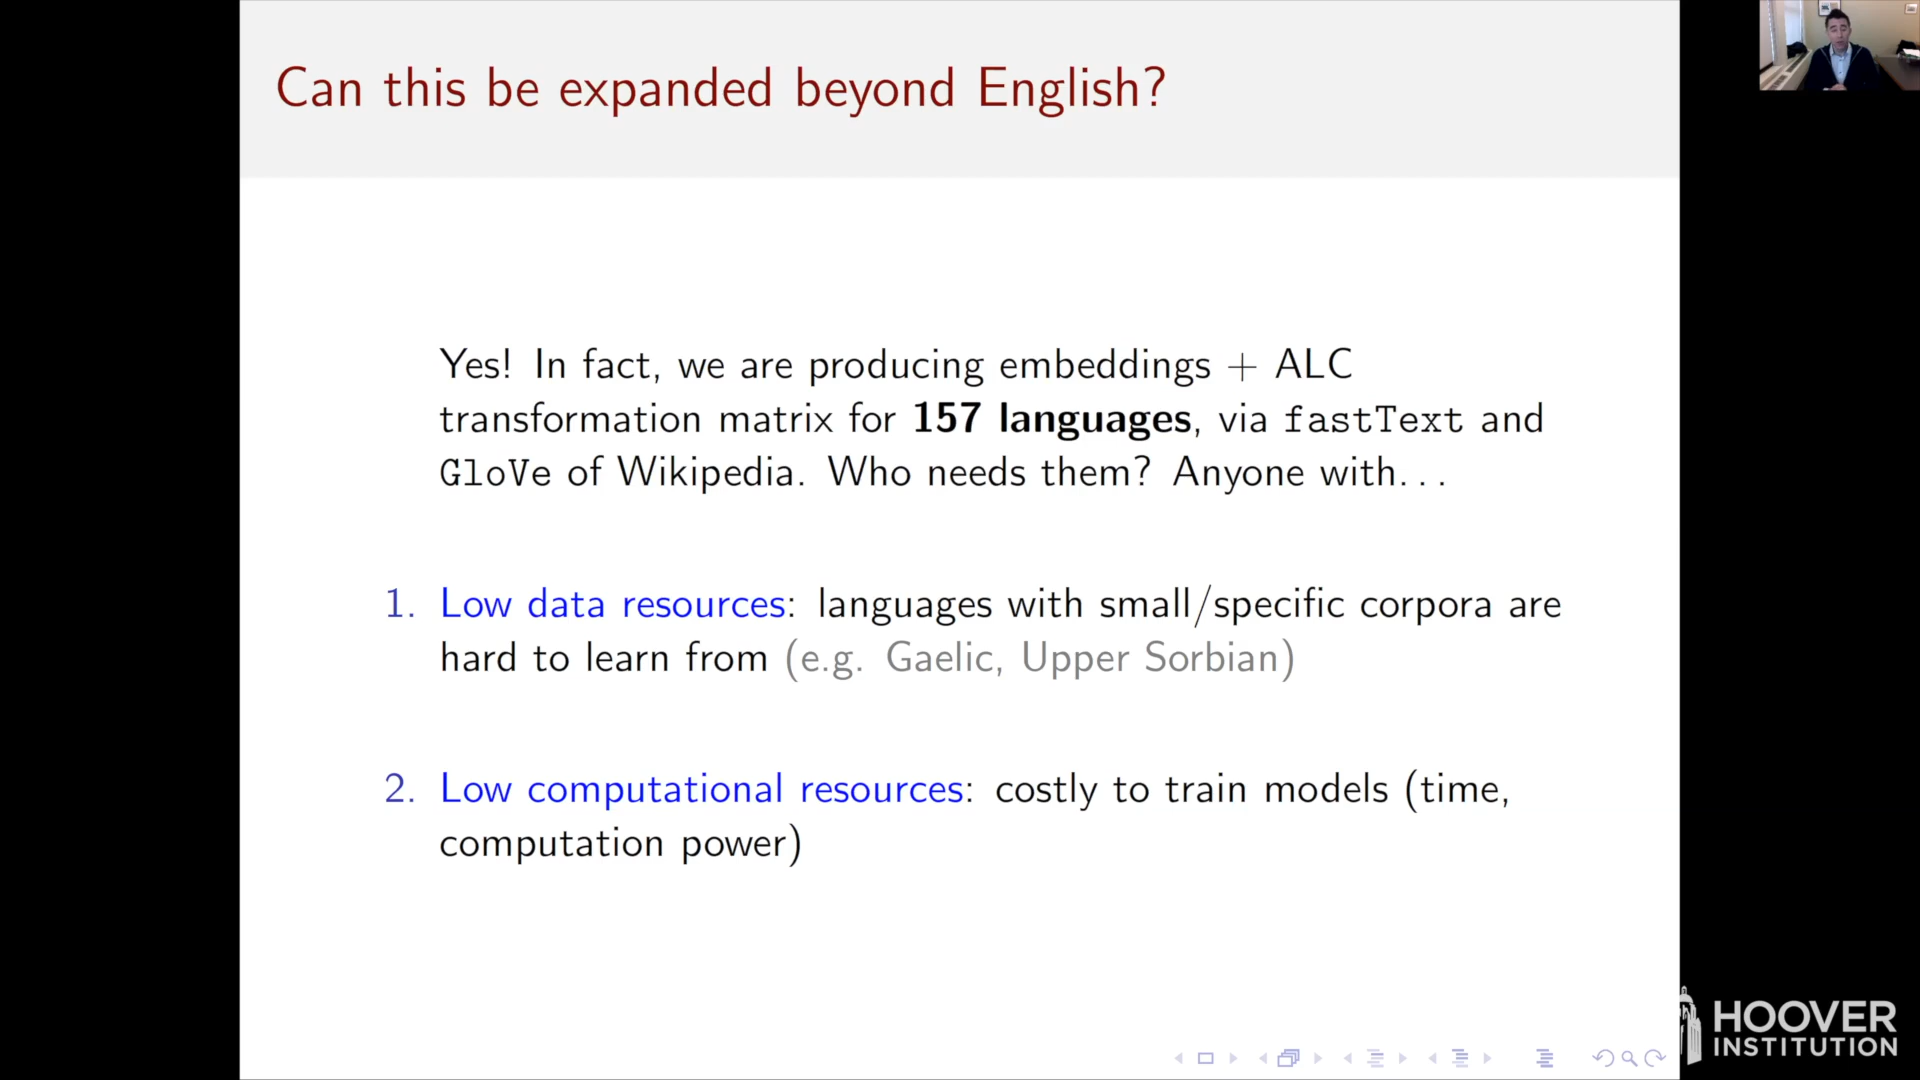 Can this be expanded beyond English?
Yes! In fact, we are producing embeddings + ALC
transformation matrix for 157 languages, via fastText and
GloVe of Wikipedia. Who needs them? Anyone with...
1. Low data resources: languages with small/specific corpora are
hard to learn from (e.g. Gaelic, Upper Sorbian)
2. Low computational resources: costly to train models (time,
computation power)
HOOVER
INSTITUTION